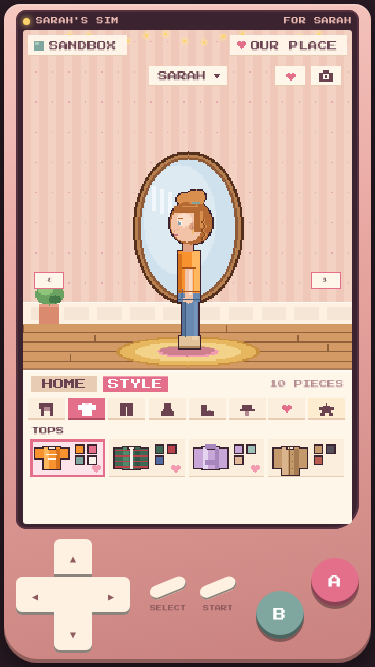 SARAH'S SIM
FOR SARAH
SANDBOX
OUR PLACE
SARAH
HOME
STYLE
10 PIECES
TOPS
SELECT
START
B
A